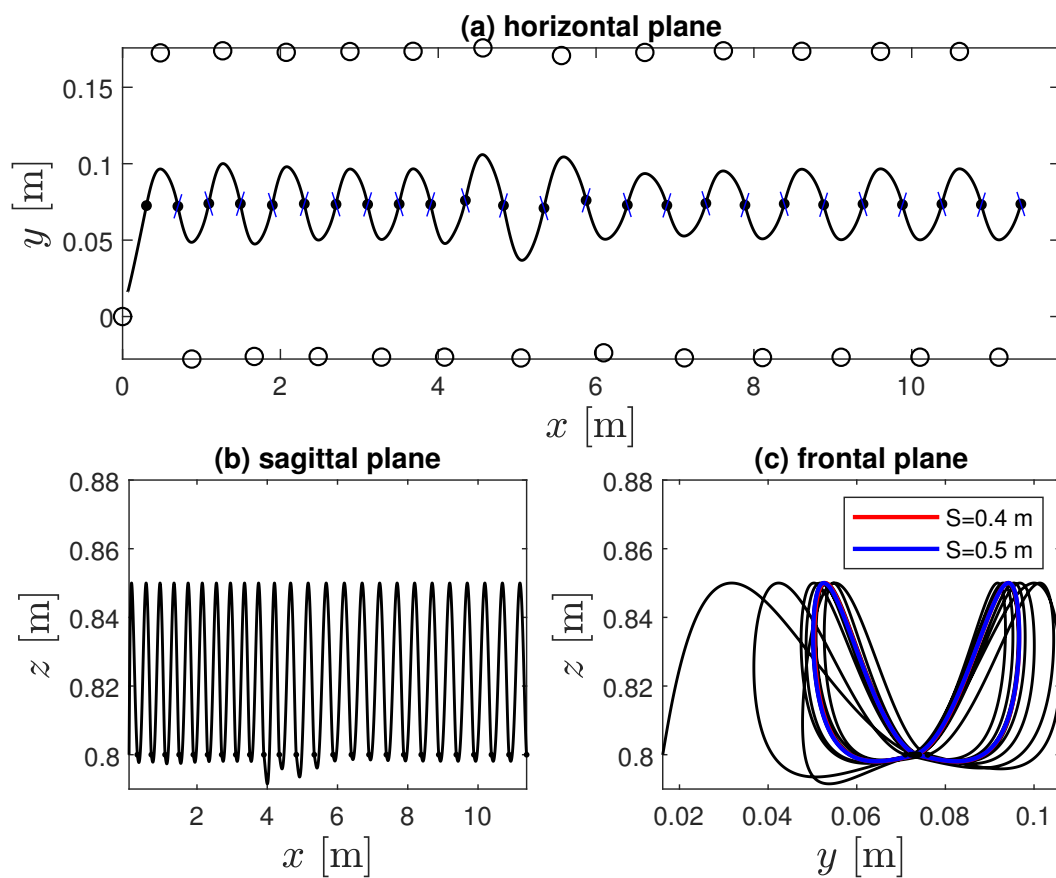 (a) horizontal plane
0.15
0.1
0.05
0
y [m]
0 2 4 6 8 10
x [m]
(b) sagittal plane
0.88
0.86
0.84
0.82
0.8
z [m]
2 4 6 8 10
x [m]
(c) frontal plane
S=0.4 m
S=0.5 m
0.88
0.86
0.84
0.82
0.8
z [m]
0.02 0.04 0.06 0.08 0.1
y [m]